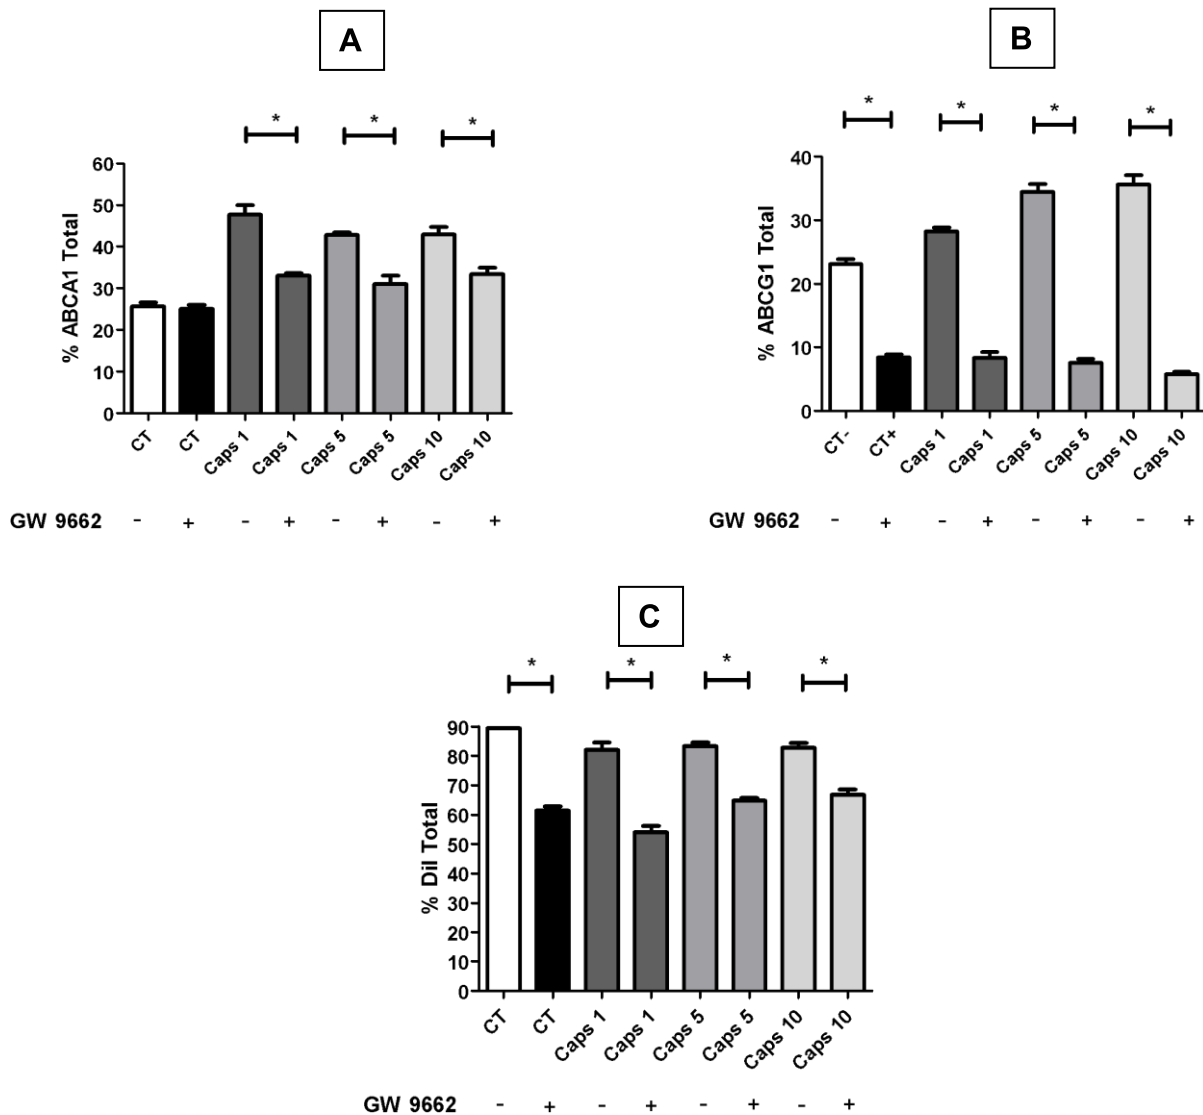 A
* * *
60
50
40
30
20
10
0
% ABCA1 Total
CT CT Caps 1 Caps 1 Caps 5 Caps 5 Caps 10 Caps 10
GW 9662 - + - + - + - +
B
* * * *
40
30
20
10
0
% ABCG1 Total
CT- CT+ Caps 1 Caps 1 Caps 5 Caps 5 Caps 10 Caps 10
GW 9662 - + - + - + - +
C
* * * *
90
80
70
60
50
40
30
20
10
0
% Dil Total
CT CT Caps 1 Caps 1 Caps 5 Caps 5 Caps 10 Caps 10
GW 9662 - + - + - + - +